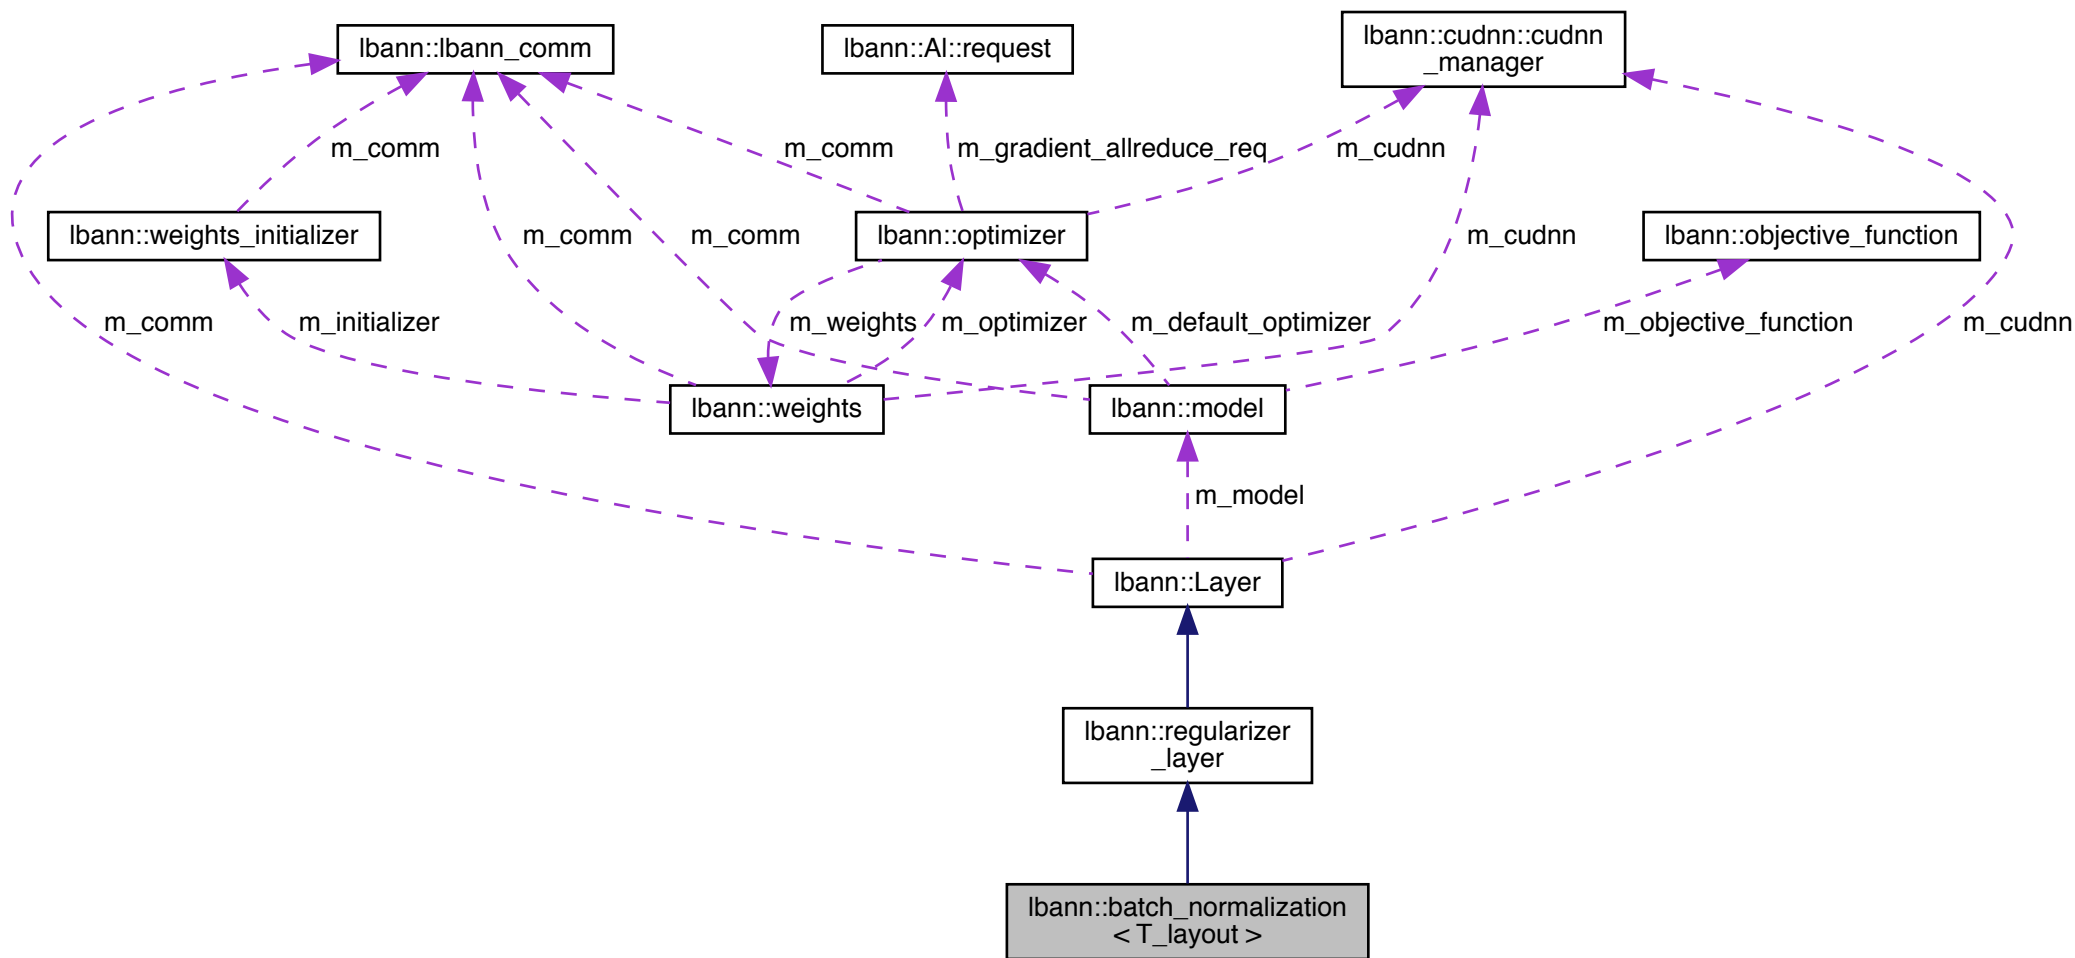 lbann::lbann_comm
lbann::Al::request
lbann::cudnn::cudnn
_manager
m_comm
m_comm
m_gradient_allreduce_req
m_cudnn
lbann::weights_initializer
m_comm
m_comm
lbann::optimizer
m_cudnn
lbann::objective_function
m_comm
m_initializer
m_weights
m_optimizer
m_default_optimizer
m_objective_function
m_cudnn
lbann::weights
lbann::model
m_model
lbann::Layer
lbann::regularizer
_layer
lbann::batch_normalization
< T_layout >